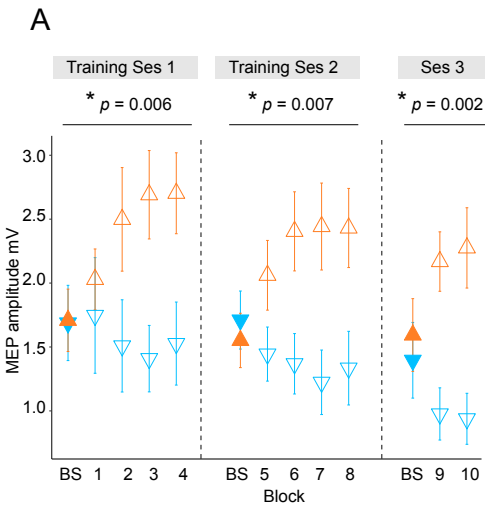 A
Training Ses 1 Training Ses 2 Ses 3
* p = 0.006 * p = 0.007 * p = 0.002
MEP amplitude mV
3.0
2.5
2.0
1.5
1.0
BS 1 2 3 4 BS 5 6 7 8 BS 9 10
Block